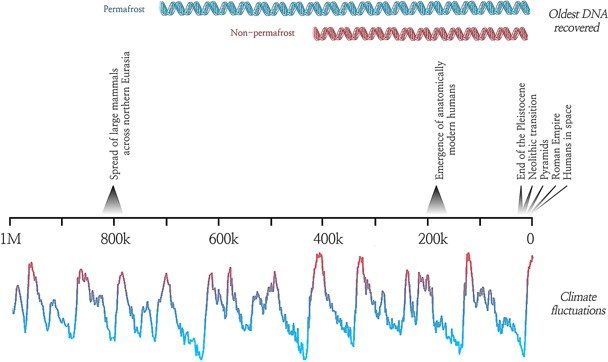 Permafrost
Oldest DNA
recovered
Non-permafrost
Spread of large mammals
across northern Eurasia
Emergence of anatomically
modern humans
End of the Pleistocene
Neolithic transition
Pyramids
Roman Empire
Humans in space
1M
800k
600k
400k
200k
0
Climate
fluctuations